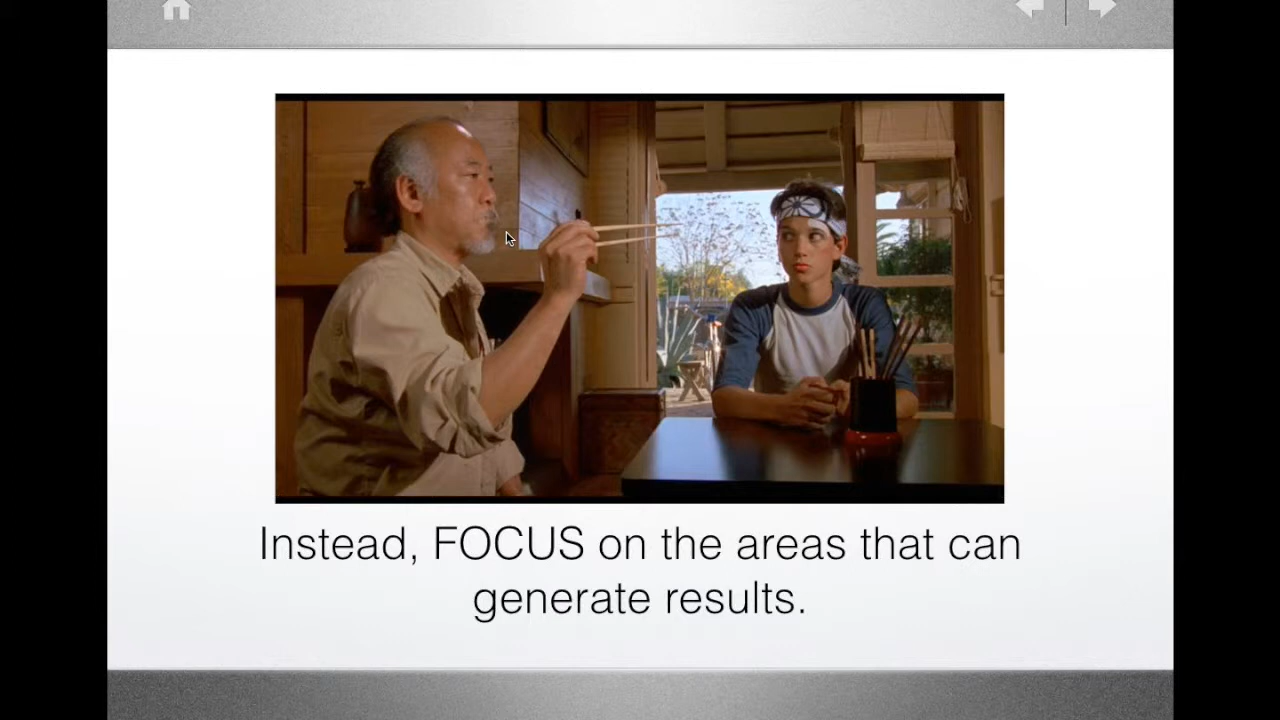 Instead, FOCUS on the areas that can
generate results.